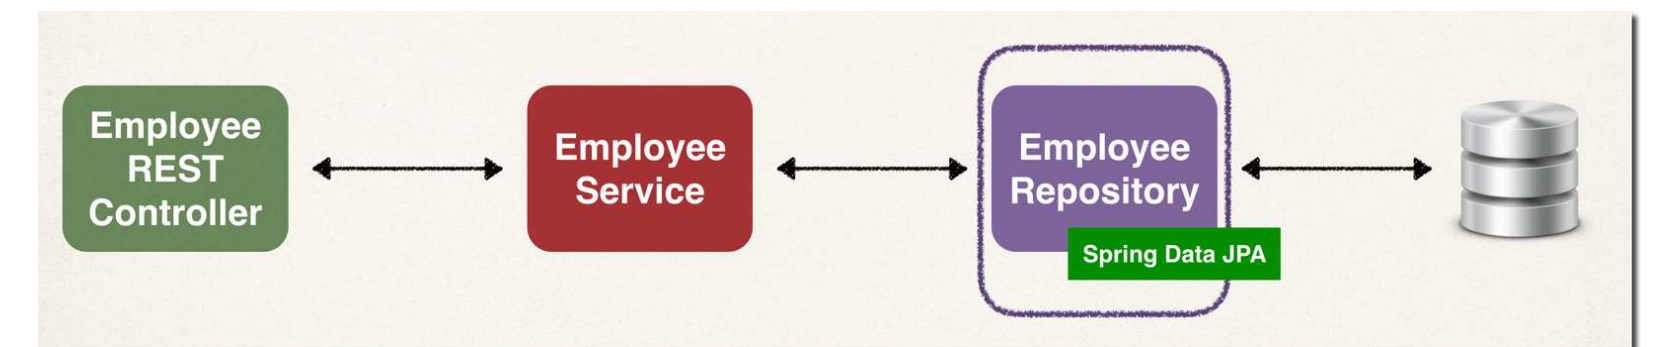 Employee
REST
Controller
Employee
Service
Employee
Repository
Spring Data JPA